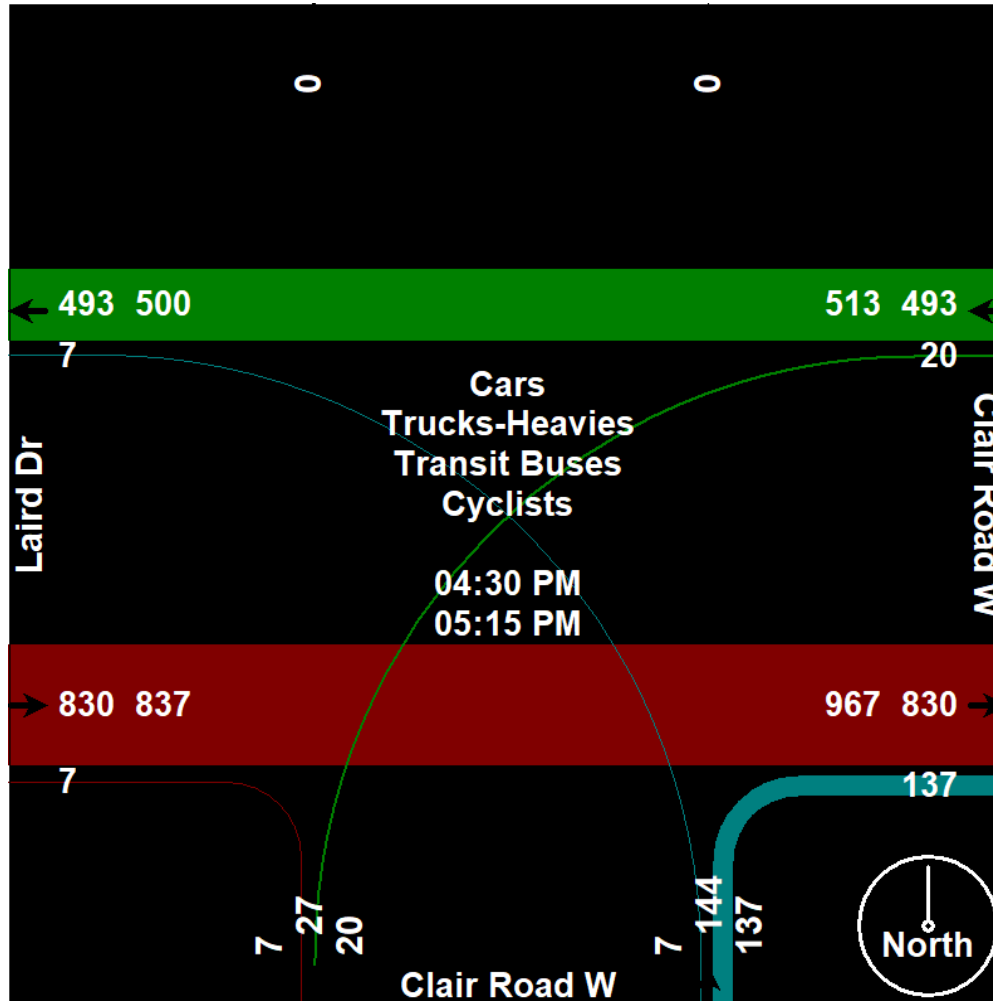 0 0
493 500 513 493
7 20
Cars
Trucks-Heavies
Transit Buses
Cyclists
Laird Dr
Clair Road W
04:30 PM
05:15 PM
830 837 967 830
7 137
7 27 20 7 144 137
North
Clair Road W